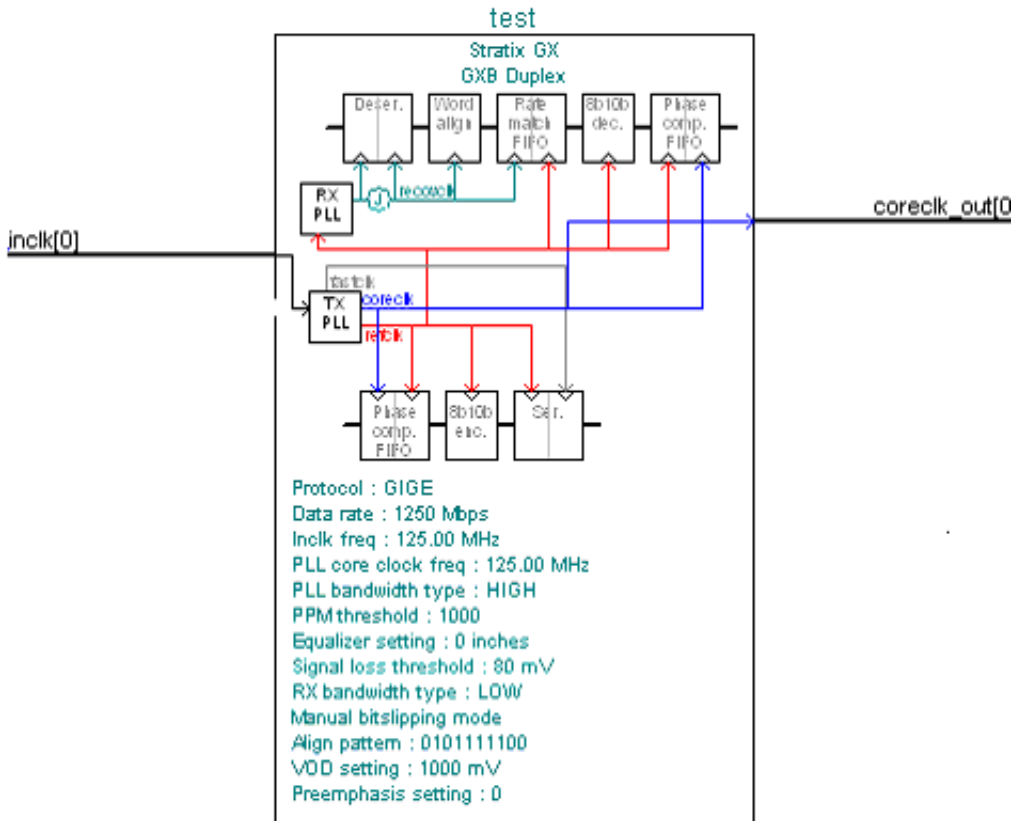 test
Stratix GX
GXB Duplex
Deser.
Word
align
Rate
match
FIFO
8b10b
dec.
Phase
comp.
FIFO
RX
PLL
recovclk
coreclk_out[0
inclk[0]
fastclk
TX
PLL
coreclk
refclk
Phase
comp.
FIFO
8b10b
enc.
Ser.
Protocol : GIGE
Data rate : 1250 Mbps
Inclk freq : 125.00 MHz
PLL core clock freq : 125.00 MHz
PLL bandwidth type : HIGH
PPM threshold : 1000
Equalizer setting : 0 inches
Signal loss threshold : 80 mV
RX bandwidth type : LOW
Manual bitslipping mode
Align pattern : 0101111100
VOD setting : 1000 mV
Preemphasis setting : 0